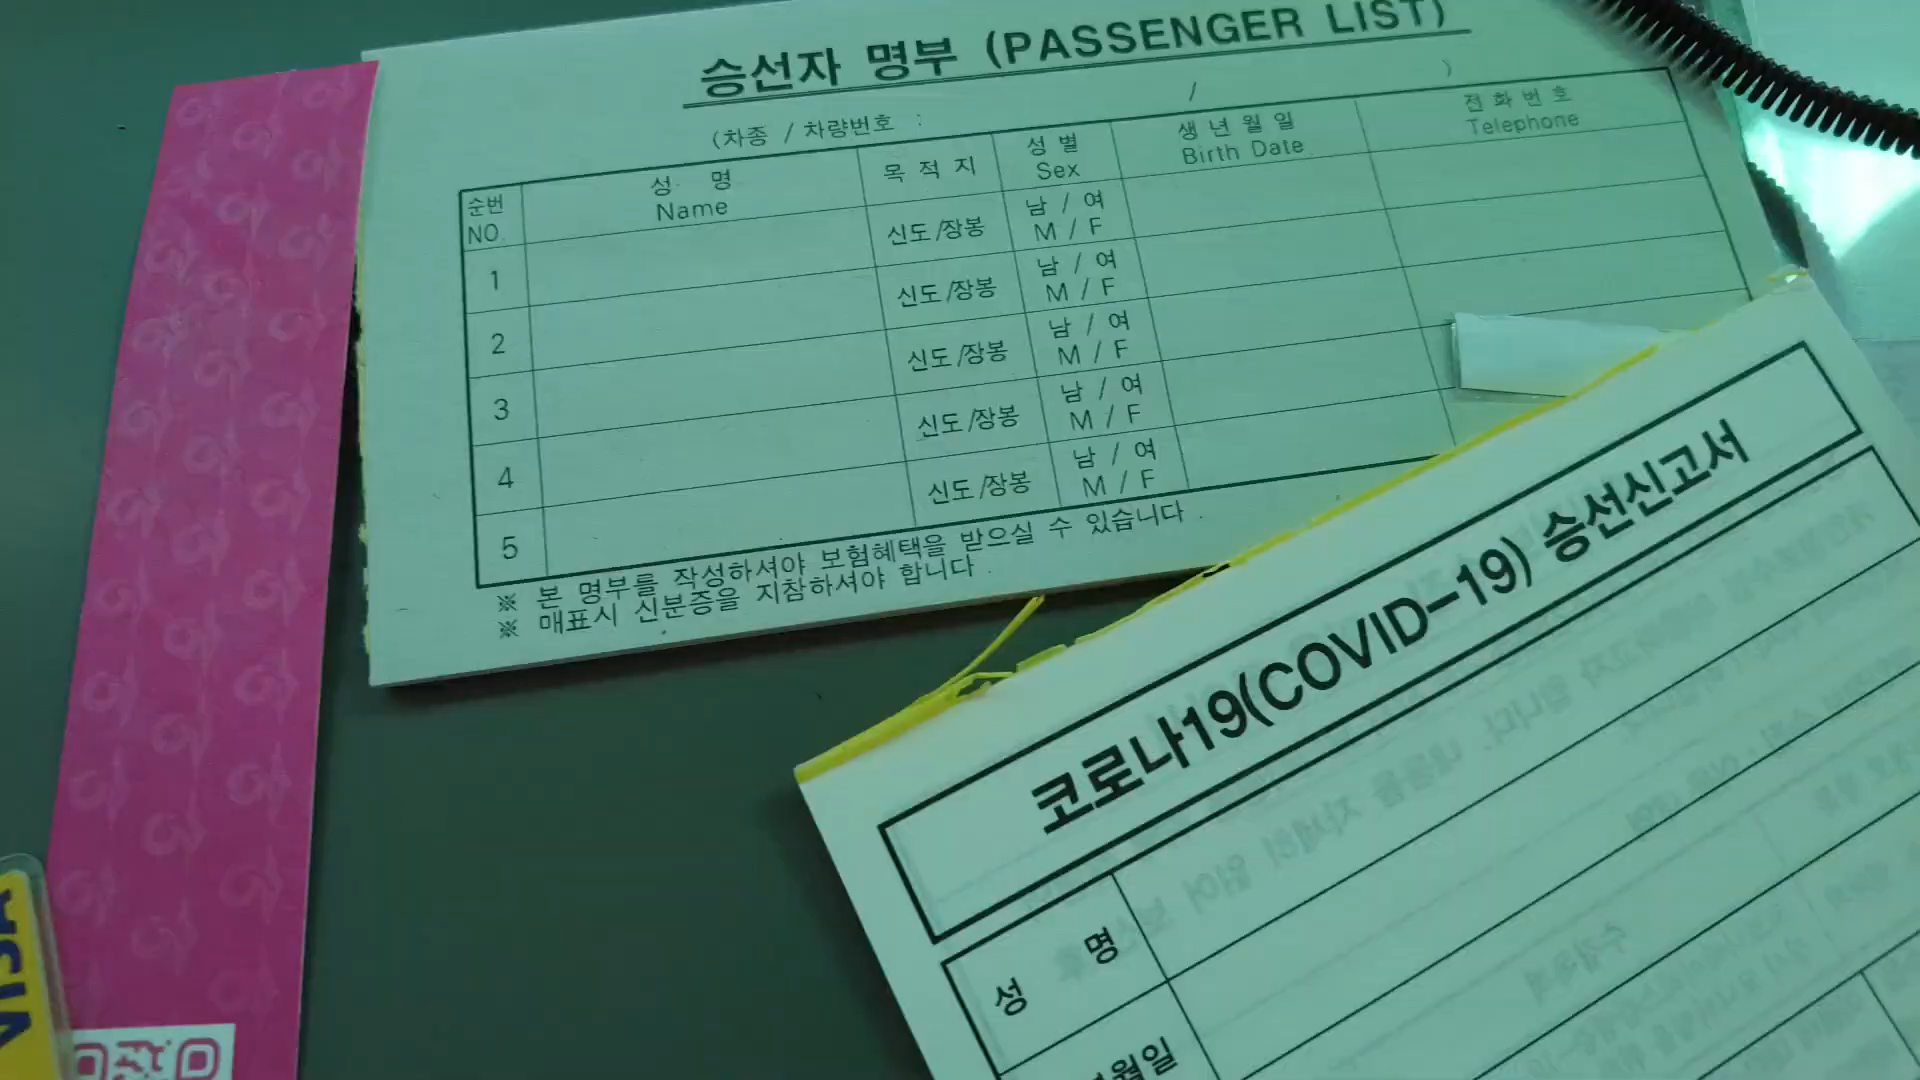 승선자 명부 (PASSENGER LIST)
(차종 / 차량번호 : / )
순번 NO.
성 명 Name
목 적 지
성 별 Sex
생 년 월 일 Birth Date
전 화 번 호 Telephone
1
신도/장봉
남 / 여 M / F
2
신도/장봉
남 / 여 M / F
3
신도/장봉
남 / 여 M / F
4
신도/장봉
남 / 여 M / F
5
신도/장봉
남 / 여 M / F
※ 본 명부를 작성하셔야 보험혜택을 받으실 수 있습니다.
※ 매표시 신분증을 지참하셔야 합니다.
코로나19(COVID-19) 승선신고서
성 명
월일
VISA